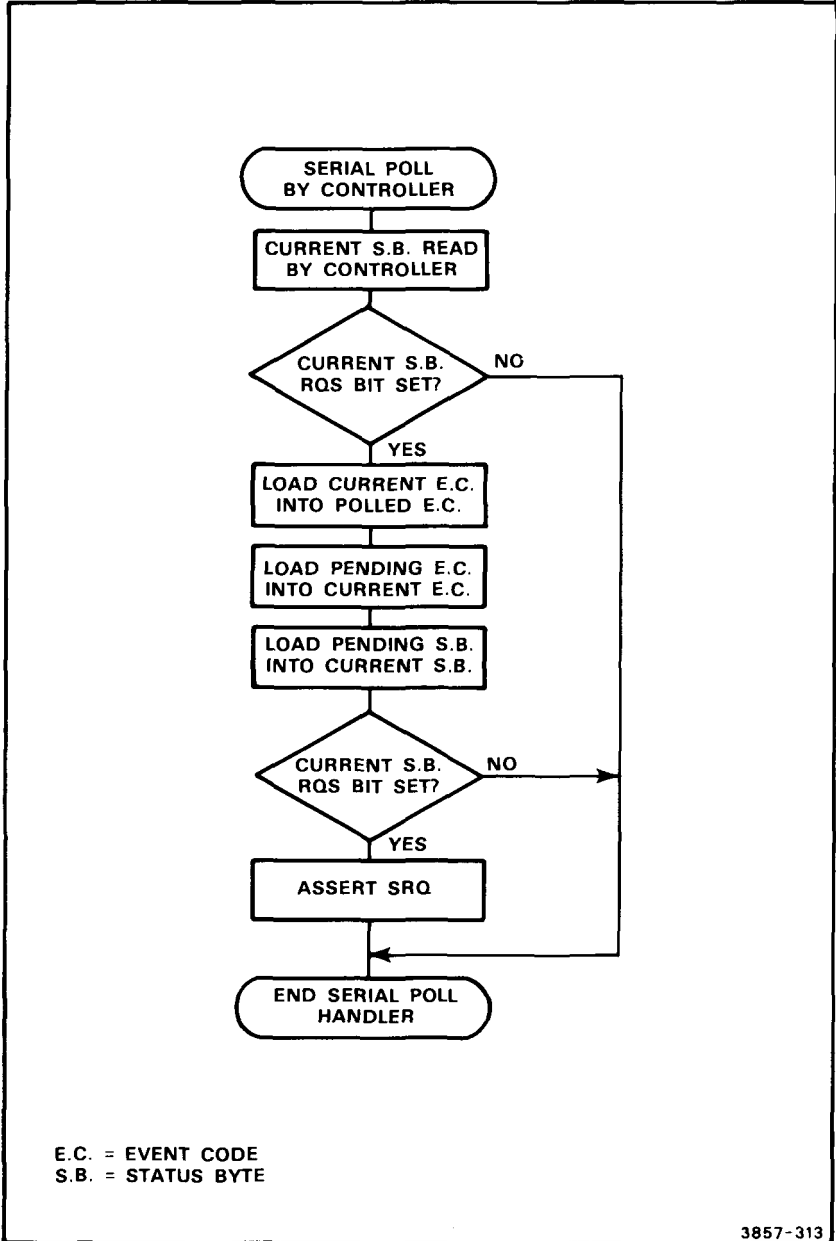 SERIAL POLL
BY CONTROLLER
CURRENT S.B. READ
BY CONTROLLER
CURRENT S.B.
RQS BIT SET?
NO
YES
LOAD CURRENT E.C.
INTO POLLED E.C.
LOAD PENDING E.C.
INTO CURRENT E.C.
LOAD PENDING S.B.
INTO CURRENT S.B.
CURRENT S.B.
RQS BIT SET?
NO
YES
ASSERT SRQ
END SERIAL POLL
HANDLER
E.C. = EVENT CODE
S.B. = STATUS BYTE
3857-313